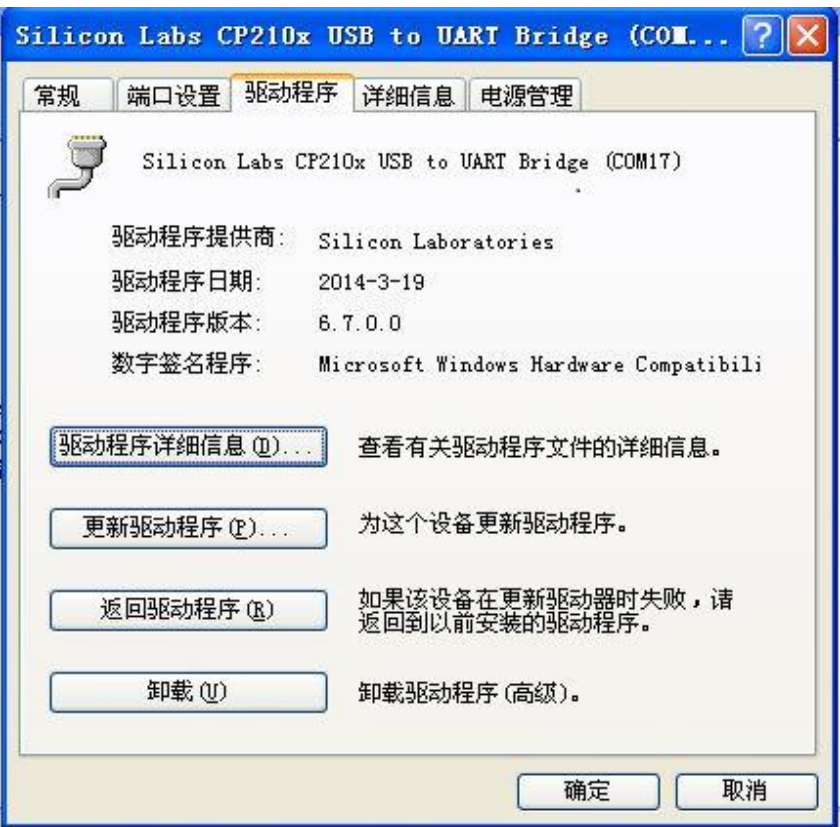 Silicon Labs CP210x USB to UART Bridge (COM...
常规 端口设置 驱动程序 详细信息 电源管理
Silicon Labs CP210x USB to UART Bridge (COM17)
驱动程序提供商: Silicon Laboratories
驱动程序日期: 2014-3-19
驱动程序版本: 6.7.0.0
数字签名程序: Microsoft Windows Hardware Compatibili
驱动程序详细信息(D)... 查看有关驱动程序文件的详细信息。
更新驱动程序(P)... 为这个设备更新驱动程序。
返回驱动程序(R) 如果该设备在更新驱动器时失败，请
返回到以前安装的驱动程序。
卸载(U) 卸载驱动程序(高级)。
确定 取消